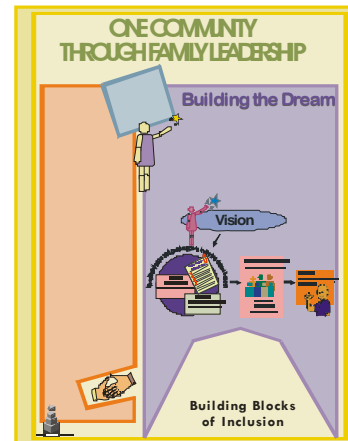 ONE COMMUNITY
THROUGH FAMILY LEADERSHIP
Building the Dream
Vision
Building Blocks
of Inclusion